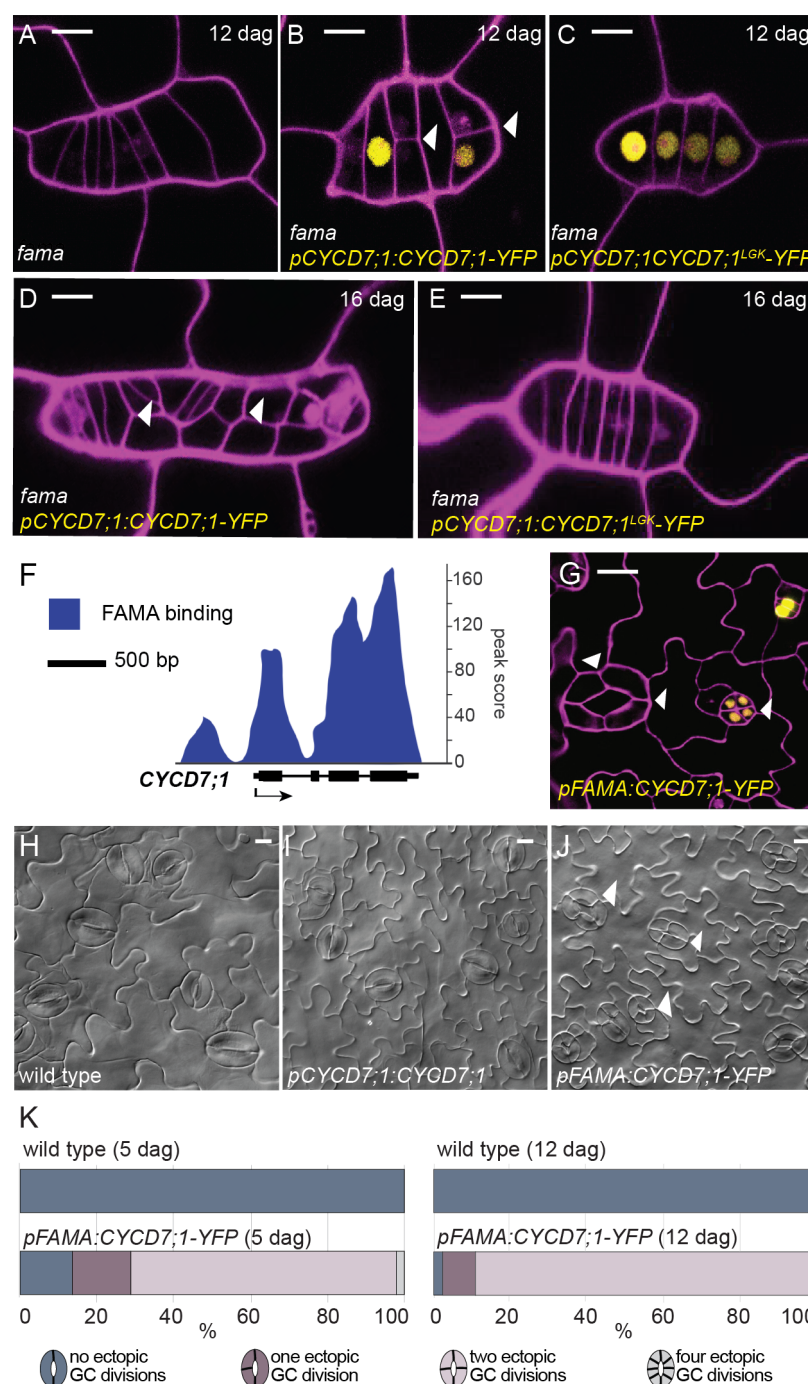 A 12 dag
fama
B 12 dag
fama
pCYCD7;1:CYCD7;1-YFP
C 12 dag
fama
pCYCD7;1CYCD7;1LGK-YFP
D 16 dag
fama
pCYCD7;1:CYCD7;1-YFP
E 16 dag
fama
pCYCD7;1:CYCD7;1LGK-YFP
F
FAMA binding
500 bp
160
120
80
40
0
peak score
CYCD7;1
G
pFAMA:CYCD7;1-YFP
H
wild type
I
pCYCD7;1:CYGD7;1
J
pFAMA:CYCD7;1-YFP
K
wild type (5 dag)
pFAMA:CYCD7;1-YFP (5 dag)
0 20 40 60 80 100
%
wild type (12 dag)
pFAMA:CYCD7;1-YFP (12 dag)
0 20 40 60 80 100
%
no ectopic
GC divisions
one ectopic
GC division
two ectopic
GC divisions
four ectopic
GC divisions